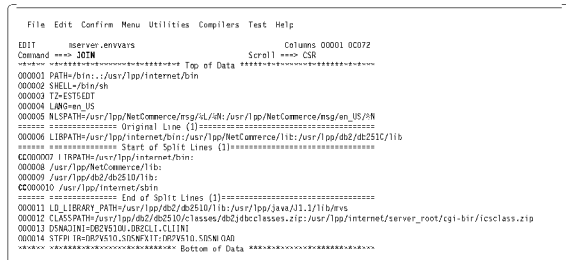 File Edit Confirm Menu Utilities Compilers Test Help
EDIT mserver.envvars Columns 00001 0C072
Command ===> JOIN Scroll ===> CSR
****** *************************** Top of Data ****************************
000001 PATH=/bin:.:/usr/lpp/internet/bin
000002 SHELL=/bin/sh
000003 TZ=EST5EDT
000004 LANG=en_US
000005 NLSPATH=/usr/lpp/NetCommerce/msg/%L/%N:/usr/lpp/NetCommerce/msg/en_US/%N
====== =============== Original Line (1)===================================
000006 LIBPATH=/usr/lpp/internet/bin:/usr/lpp/NetCommerce/lib:/usr/lpp/db2/db2510/lib
====== =============== Start of Split Lines (1)===============================
CC000007 LIBPATH=/usr/lpp/internet/bin:
000008 /usr/lpp/NetCommerce/lib:
000009 /usr/lpp/db2/db2510/lib:
CC000010 /usr/lpp/internet/sbin
====== =============== End of Split Lines (1)===============================
000011 LD_LIBRARY_PATH=/usr/lpp/db2/db2510/lib:/usr/lpp/java/J1.1/lib/mvs
000012 CLASSPATH=/usr/lpp/db2/db2510/classes/db2jdbcclasses.zip:/usr/lpp/internet/server_root/cgi-bin/icsclass.zip
000013 DSNAOINI=DB2V510U.DB2CLI.CLIINI
000014 STEPLIB=DB2V510.SDSNEXIT:DB2V510.SDSNLOAD
****** ************************** Bottom of Data **************************